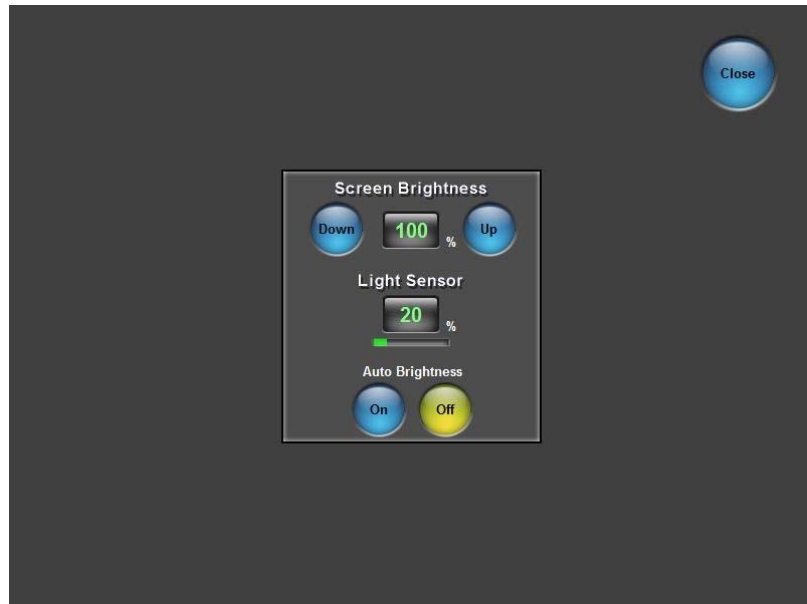 Close
Screen Brightness
Down 100 % Up
Light Sensor
20 %
Auto Brightness
On Off